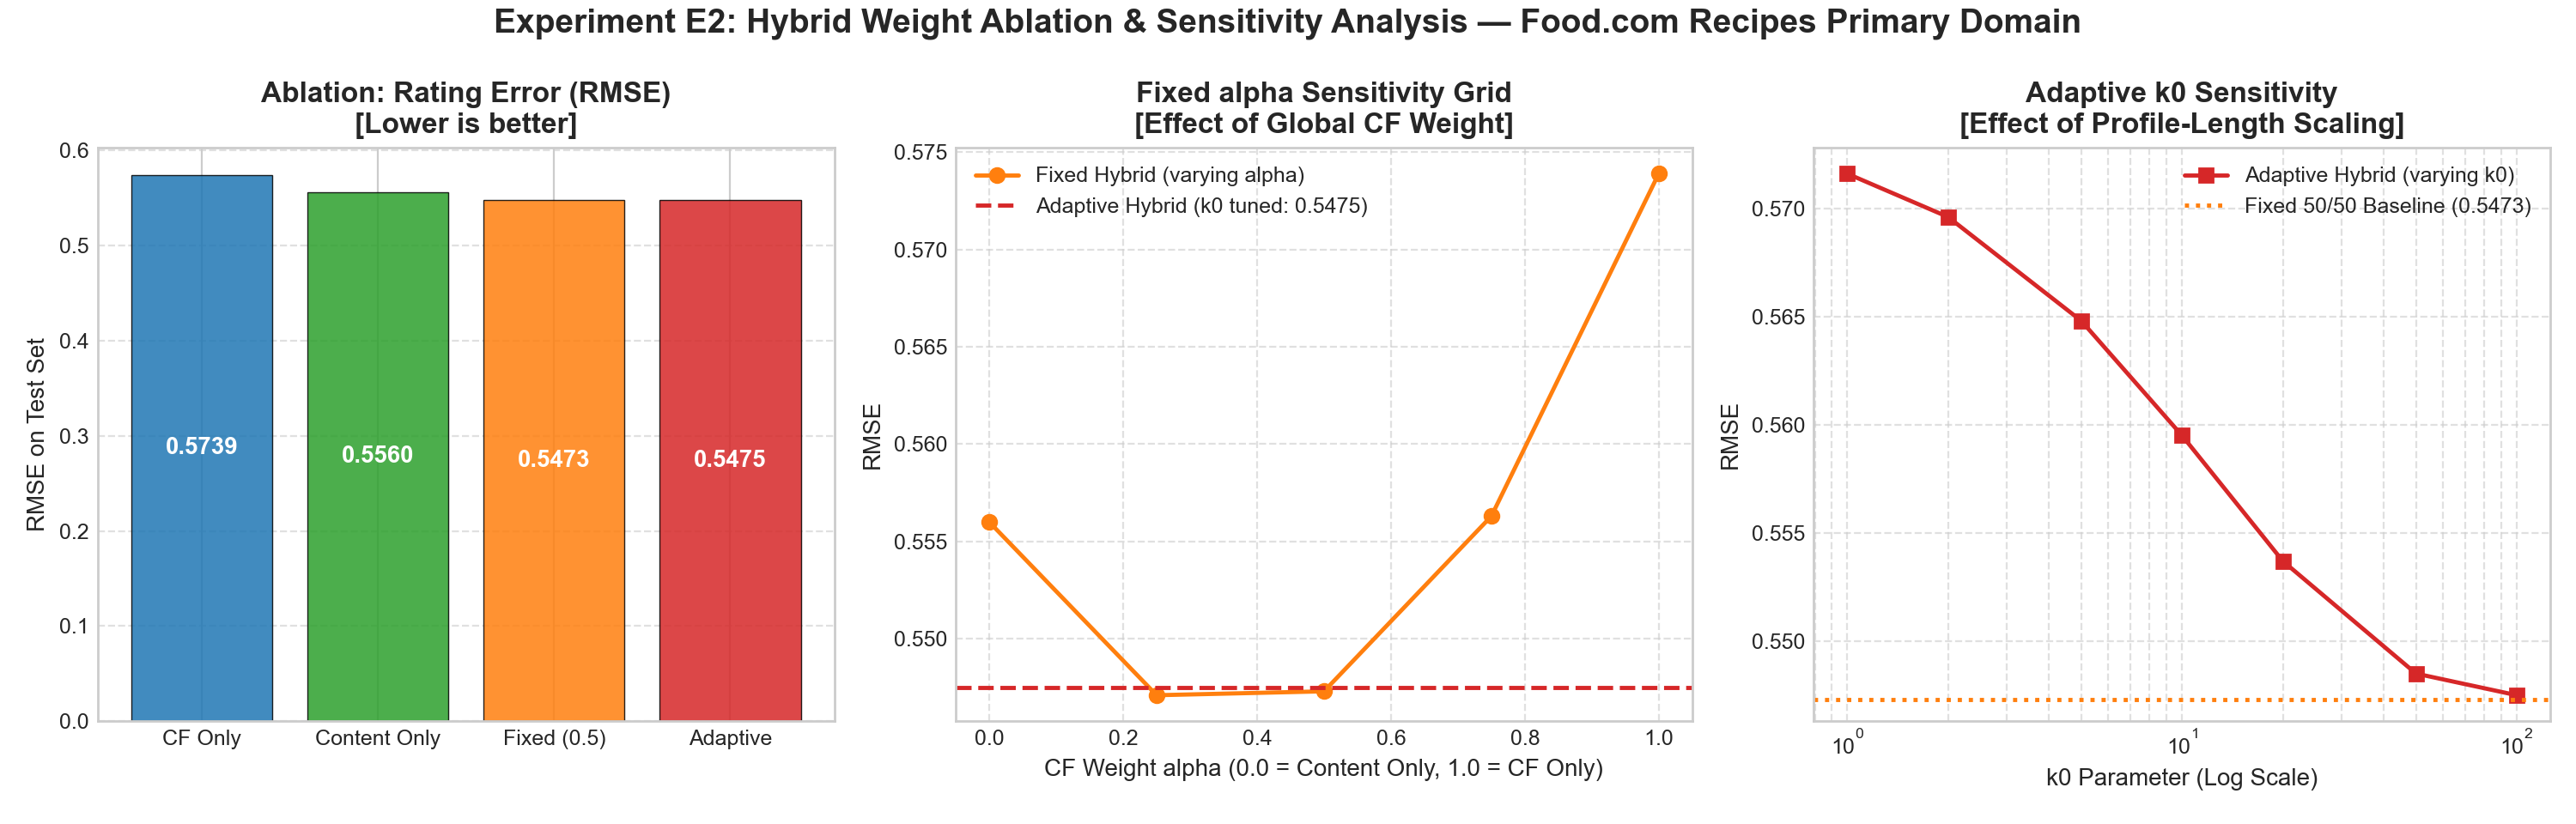 Experiment E2: Hybrid Weight Ablation & Sensitivity Analysis — Food.com Recipes Primary Domain
Ablation: Rating Error (RMSE)
[Lower is better]
RMSE on Test Set
0.6
0.5
0.4
0.3
0.2
0.1
0.0
0.5739
0.5560
0.5473
0.5475
CF Only
Content Only
Fixed (0.5)
Adaptive
Fixed alpha Sensitivity Grid
[Effect of Global CF Weight]
Fixed Hybrid (varying alpha)
Adaptive Hybrid (k0 tuned: 0.5475)
RMSE
0.575
0.570
0.565
0.560
0.555
0.550
0.0
0.2
0.4
0.6
0.8
1.0
CF Weight alpha (0.0 = Content Only, 1.0 = CF Only)
Adaptive k0 Sensitivity
[Effect of Profile-Length Scaling]
Adaptive Hybrid (varying k0)
Fixed 50/50 Baseline (0.5473)
RMSE
0.570
0.565
0.560
0.555
0.550
10⁰
10¹
10²
k0 Parameter (Log Scale)